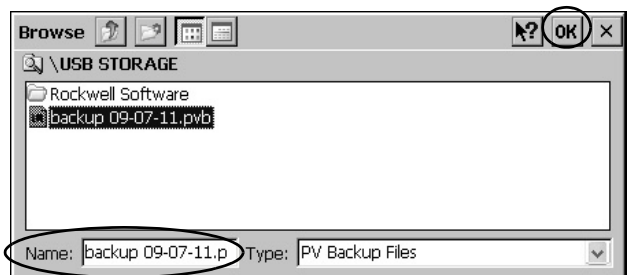 Browse ? OK ×
\USB STORAGE
Rockwell Software
backup 09-07-11.pvb
Name: backup 09-07-11.p Type: PV Backup Files